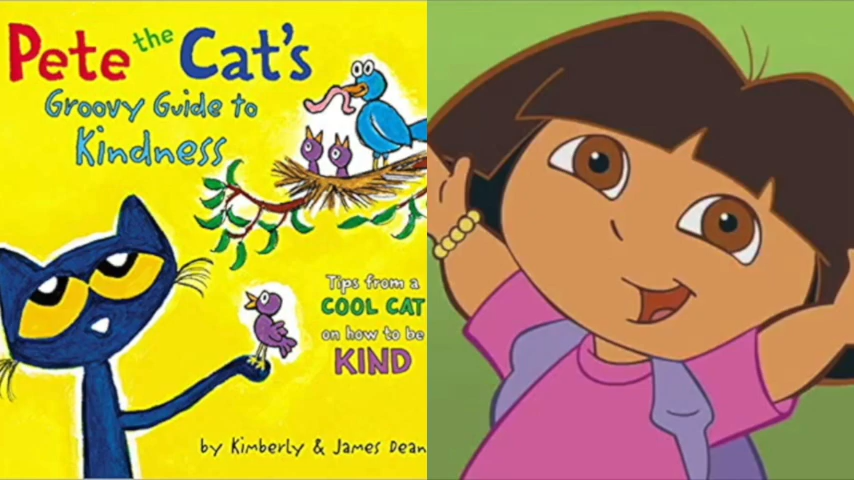 Pete the Cat's
Groovy Guide to
Kindness
Tips from a
COOL CAT
on how to be
KIND
by Kimberly & James Dean